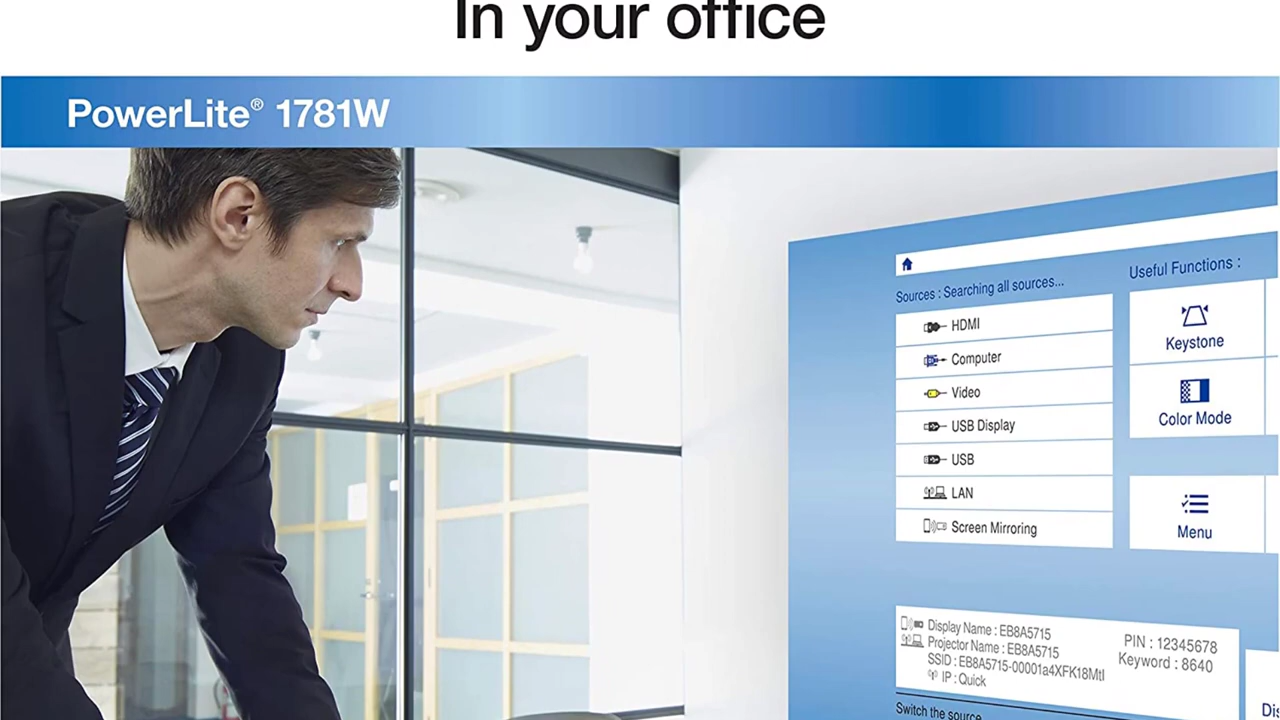 In your office
PowerLite® 1781W
Sources : Searching all sources...
HDMI
Computer
Video
USB Display
USB
LAN
Screen Mirroring
Useful Functions :
Keystone
Color Mode
Menu
Display Name : EB8A5715
Projector Name : EB8A5715
SSID : EB8A5715-00001a4XFK18MtI
IP : Quick
PIN : 12345678
Keyword : 8640
Switch the source